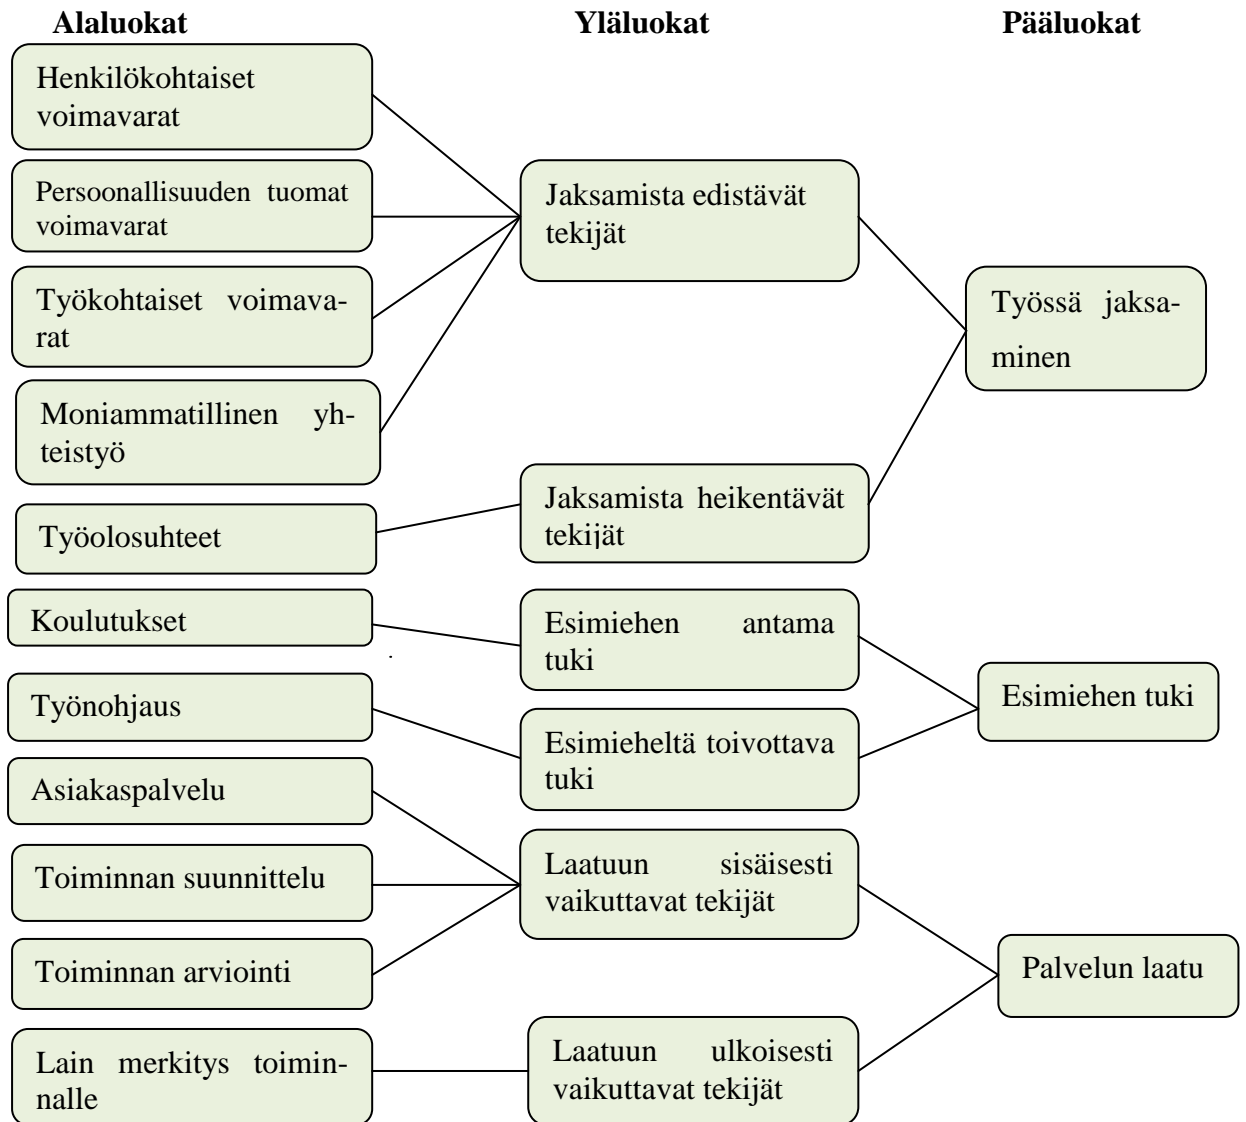 Alaluokat
Yläluokat
Pääluokat
Henkilökohtaiset
voimavarat
Persoonallisuuden tuomat
voimavarat
Työkohtaiset voimava-
rat
Moniammatillinen yh-
teistyö
Työolosuhteet
Koulutukset
Työnohjaus
Asiakaspalvelu
Toiminnan suunnittelu
Toiminnan arviointi
Lain merkitys toimin-
nalle
Jaksamista edistävät
tekijät
Jaksamista heikentävät
tekijät
Esimiehen antama
tuki
Esimieheltä toivottava
tuki
Laatuun sisäisesti
vaikuttavat tekijät
Laatuun ulkoisesti
vaikuttavat tekijät
Työssä jaksa-
minen
Esimiehen tuki
Palvelun laatu